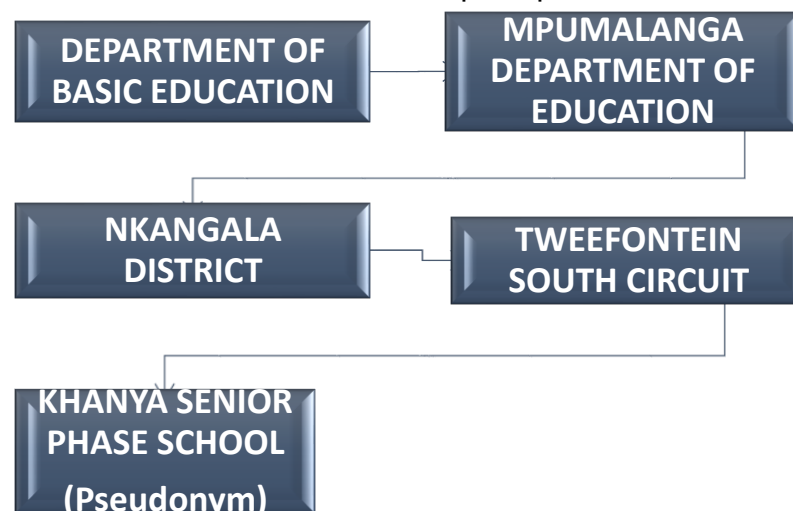 DEPARTMENT OF
BASIC EDUCATION
MPUMALANGA
DEPARTMENT OF
EDUCATION
NKANGALA
DISTRICT
TWEEFONTEIN
SOUTH CIRCUIT
KHANYA SENIOR
PHASE SCHOOL
(Pseudonym)